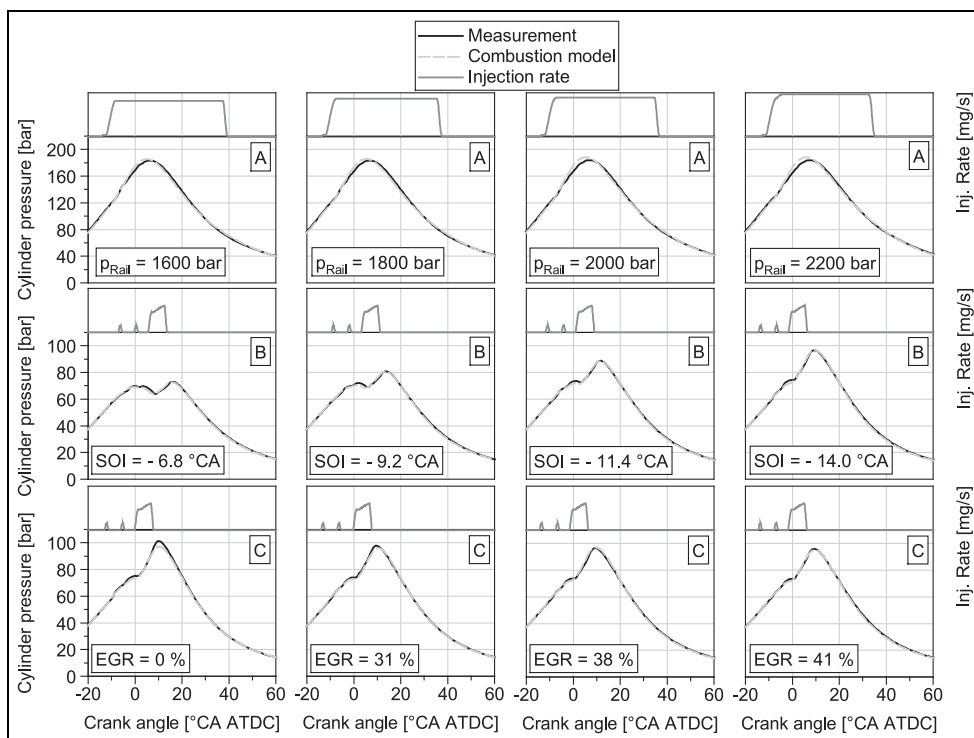 Measurement
Combustion model
Injection rate
Cylinder pressure [bar]
200
160
120
80
40
0
A
A
A
A
pRail = 1600 bar
pRail = 1800 bar
pRail = 2000 bar
pRail = 2200 bar
Inj. Rate [mg/s]
Cylinder pressure [bar]
100
80
60
40
20
0
B
B
B
B
SOI = - 6.8 °CA
SOI = - 9.2 °CA
SOI = - 11.4 °CA
SOI = - 14.0 °CA
Inj. Rate [mg/s]
Cylinder pressure [bar]
100
80
60
40
20
0
C
C
C
C
EGR = 0 %
EGR = 31 %
EGR = 38 %
EGR = 41 %
Inj. Rate [mg/s]
-20 0 20 40 60
-20 0 20 40 60
-20 0 20 40 60
-20 0 20 40 60
Crank angle [°CA ATDC]
Crank angle [°CA ATDC]
Crank angle [°CA ATDC]
Crank angle [°CA ATDC]